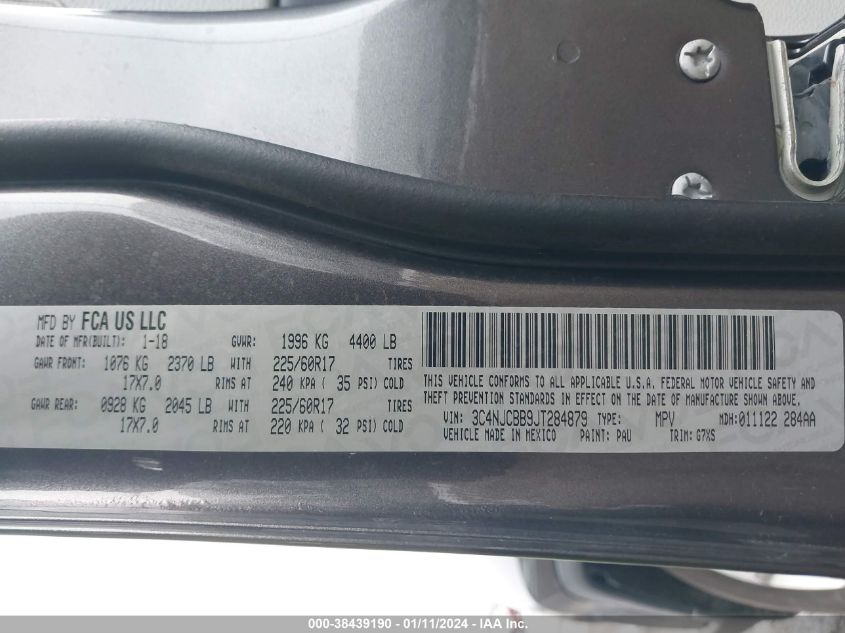 MFD BY FCA US LLC
DATE OF MFR(BUILT): 1-18 GVWR: 1996 KG 4400 LB
GAWR FRONT: 1076 KG 2370 LB WITH 225/60R17 TIRES
17X7.0 RIMS AT 240 KPA ( 35 PSI) COLD
GAWR REAR: 0928 KG 2045 LB WITH 225/60R17 TIRES
17X7.0 RIMS AT 220 KPA ( 32 PSI) COLD
THIS VEHICLE CONFORMS TO ALL APPLICABLE U.S.A. FEDERAL MOTOR VEHICLE SAFETY AND
THEFT PREVENTION STANDARDS IN EFFECT ON THE DATE OF MANUFACTURE SHOWN ABOVE.
VIN: 3C4NJCBB9JT284879 TYPE: MPV MDH:011122 284AA
VEHICLE MADE IN MEXICO PAINT: PAU TRIM: G7XS
000-38439190 - 01/11/2024 - IAA Inc.